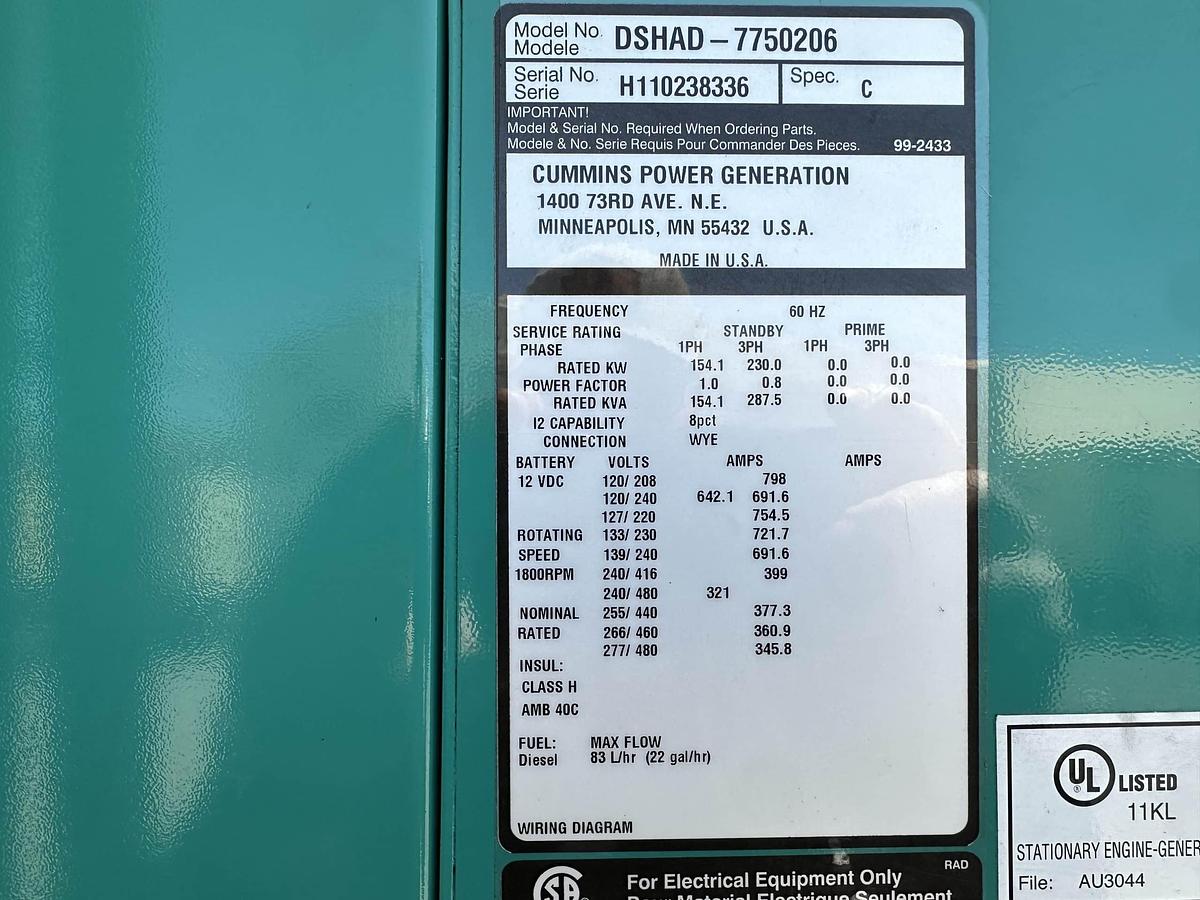 Model No. DSHAD – 7750206
Modele
Serial No. H110238336 Spec. C
Serie
IMPORTANT!
Model & Serial No. Required When Ordering Parts.
Modele & No. Serie Requis Pour Commander Des Pieces. 99-2433
CUMMINS POWER GENERATION
1400 73RD AVE. N.E.
MINNEAPOLIS, MN 55432 U.S.A.
MADE IN U.S.A.
FREQUENCY 60 HZ
SERVICE RATING STANDBY PRIME
PHASE 1PH 3PH 1PH 3PH
RATED KW 154.1 230.0 0.0 0.0
POWER FACTOR 1.0 0.8 0.0 0.0
RATED KVA 154.1 287.5 0.0 0.0
I2 CAPABILITY 8pct
CONNECTION WYE
BATTERY VOLTS AMPS AMPS
12 VDC 120/ 208 798
120/ 240 642.1 691.6
127/ 220 754.5
ROTATING 133/ 230 721.7
SPEED 139/ 240 691.6
1800RPM 240/ 416 399
240/ 480 321
NOMINAL 255/ 440 377.3
RATED 266/ 460 360.9
277/ 480 345.8
INSUL:
CLASS H
AMB 40C
FUEL: MAX FLOW
Diesel 83 L/hr (22 gal/hr)
WIRING DIAGRAM
RAD
SA ®
For Electrical Equipment Only
Pour Material Electrique Seulement
UL ® LISTED
11KL
STATIONARY ENGINE-GENER
File: AU3044